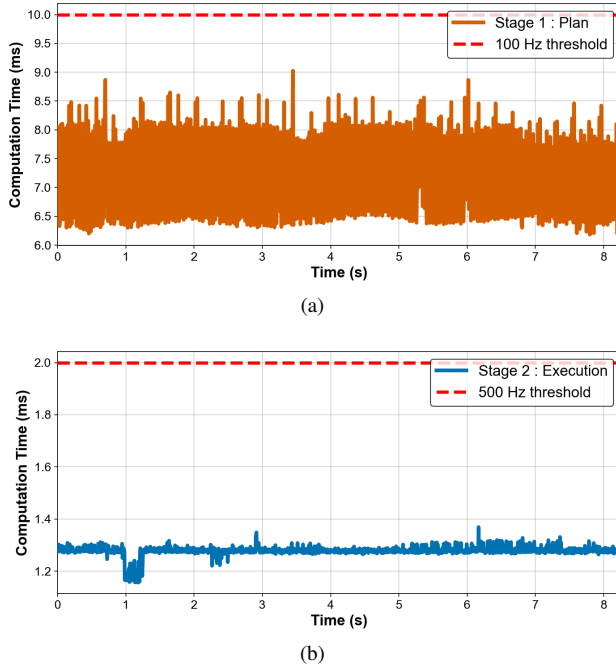 10.0
9.5
9.0
8.5
8.0
7.5
7.0
6.5
6.0
Computation Time (ms)
Stage 1 : Plan
100 Hz threshold
0 1 2 3 4 5 6 7 8
Time (s)
(a)
2.0
1.8
1.6
1.4
1.2
Computation Time (ms)
Stage 2 : Execution
500 Hz threshold
0 1 2 3 4 5 6 7 8
Time (s)
(b)